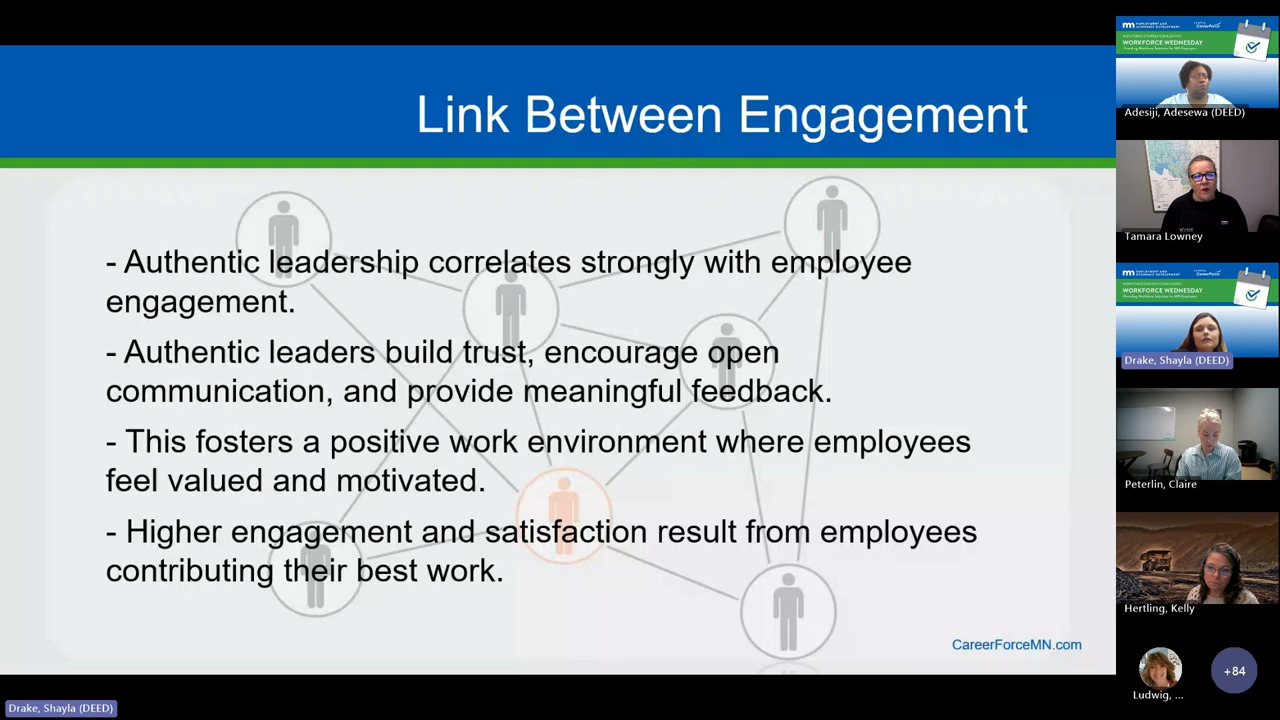 Link Between Engagement
- Authentic leadership correlates strongly with employee
engagement.
- Authentic leaders build trust, encourage open
communication, and provide meaningful feedback.
- This fosters a positive work environment where employees
feel valued and motivated.
- Higher engagement and satisfaction result from employees
contributing their best work.
CareerForceMN.com
Drake, Shayla (DEED)
WORKFORCE WEDNESDAY
Adesiji, Adesewa (DEED)
Tamara Lowney
WORKFORCE WEDNESDAY
Drake, Shayla (DEED)
Peterlin, Claire
Hertling, Kelly
Ludwig, ...
+84